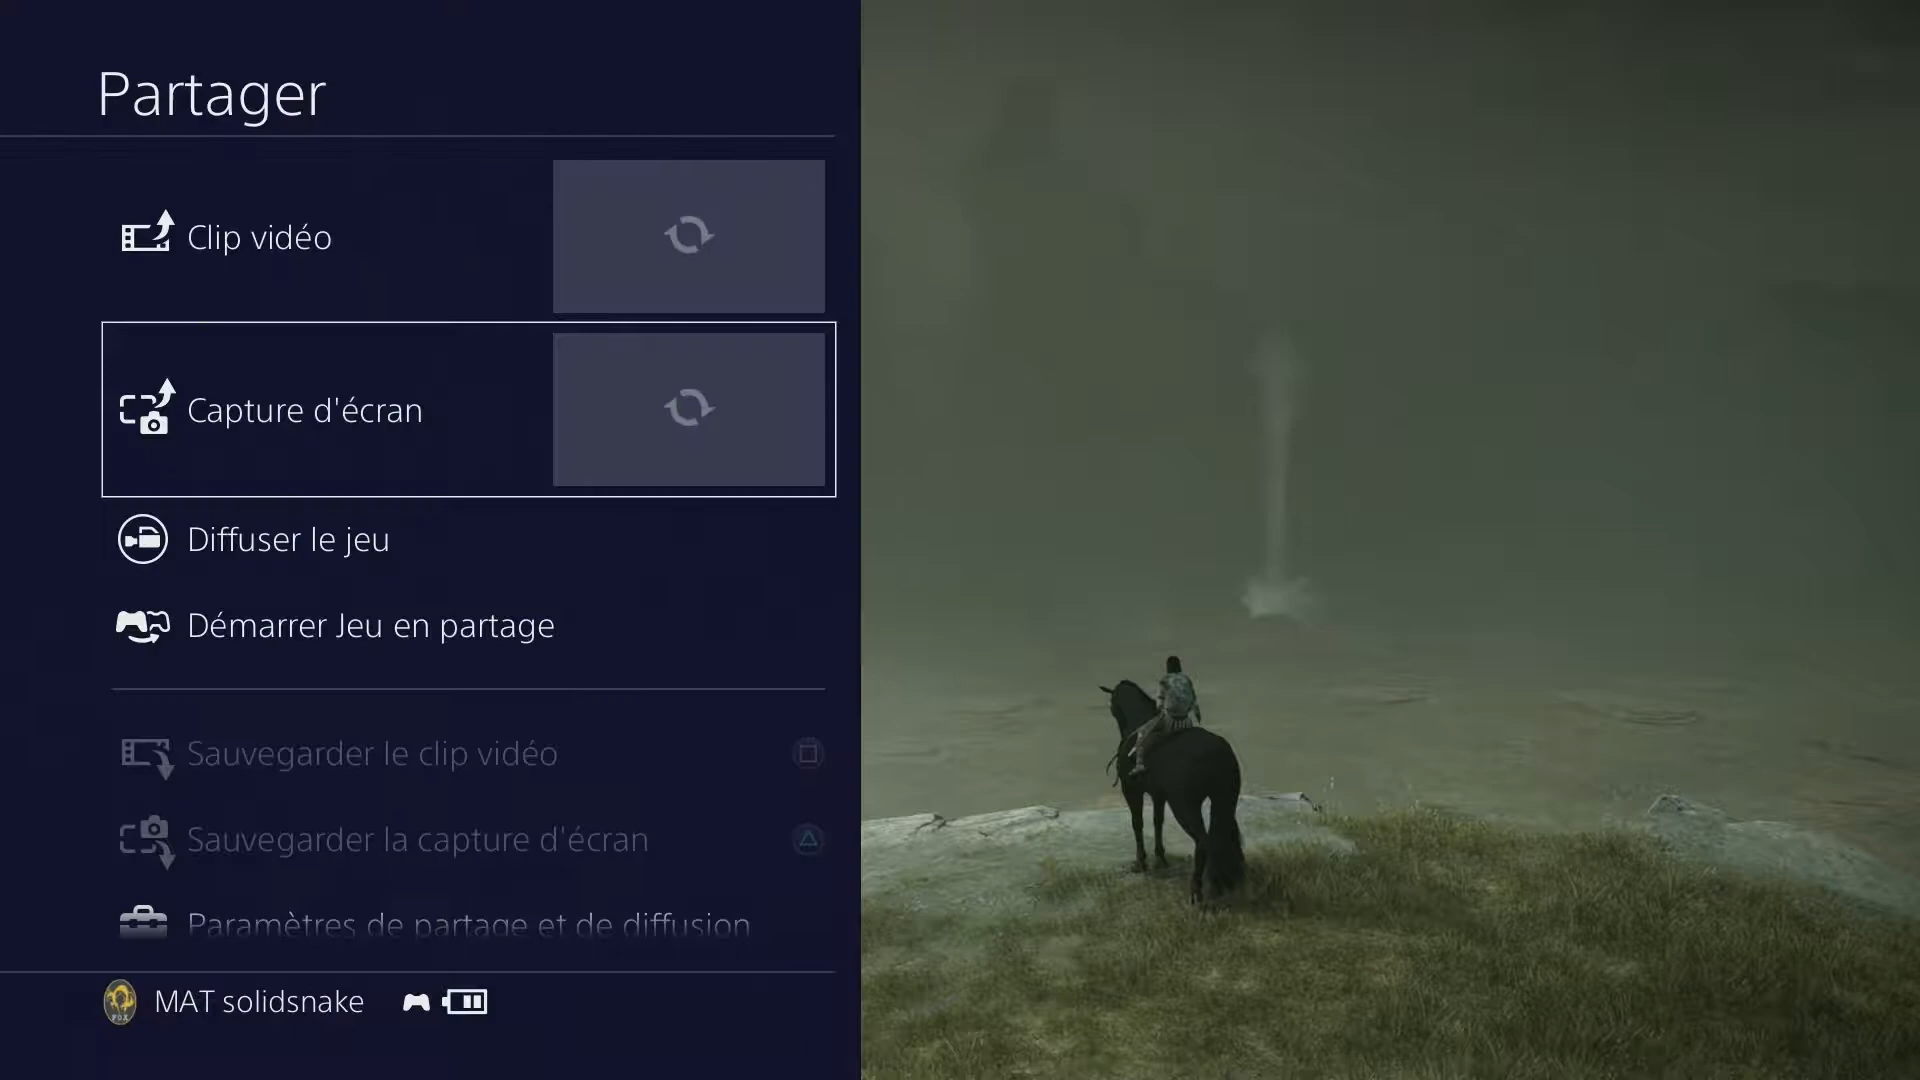 Partager
Clip vidéo
Capture d'écran
Diffuser le jeu
Démarrer Jeu en partage
Sauvegarder le clip vidéo
Sauvegarder la capture d'écran
Paramètres de partage et de diffusion
FOX
MAT solidsnake